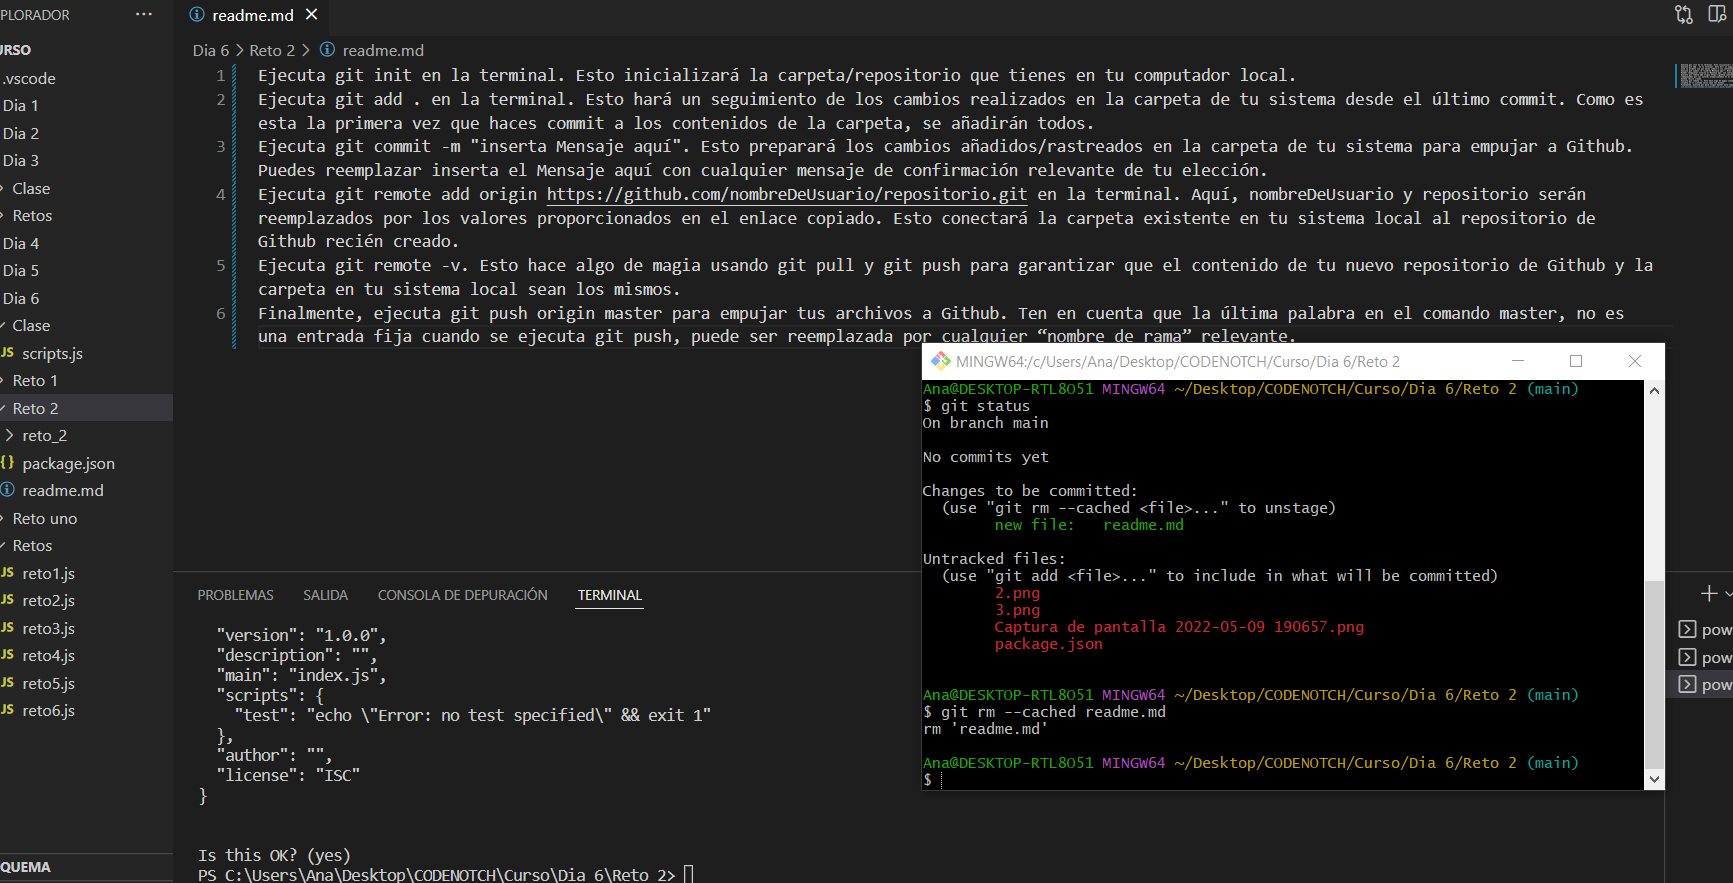 PLORADOR
···
readme.md
URSO
.vscode
Dia 1
Dia 2
Dia 3
Clase
Retos
Dia 4
Dia 5
Dia 6
Clase
JS scripts.js
Reto 1
Reto 2
reto_2
{} package.json
readme.md
Reto uno
Retos
JS reto1.js
JS reto2.js
JS reto3.js
JS reto4.js
JS reto5.js
JS reto6.js
QUEMA
Dia 6 > Reto 2 > readme.md
1 Ejecuta git init en la terminal. Esto inicializará la carpeta/repositorio que tienes en tu computador local.
2 Ejecuta git add . en la terminal. Esto hará un seguimiento de los cambios realizados en la carpeta de tu sistema desde el último commit. Como es
esta la primera vez que haces commit a los contenidos de la carpeta, se añadirán todos.
3 Ejecuta git commit -m "inserta Mensaje aquí". Esto preparará los cambios añadidos/rastreados en la carpeta de tu sistema para empujar a Github.
Puedes reemplazar inserta el Mensaje aquí con cualquier mensaje de confirmación relevante de tu elección.
4 Ejecuta git remote add origin https://github.com/nombreDeUsuario/repositorio.git en la terminal. Aquí, nombreDeUsuario y repositorio serán
reemplazados por los valores proporcionados en el enlace copiado. Esto conectará la carpeta existente en tu sistema local al repositorio de
Github recién creado.
5 Ejecuta git remote -v. Esto hace algo de magia usando git pull y git push para garantizar que el contenido de tu nuevo repositorio de Github y la
carpeta en tu sistema local sean los mismos.
6 Finalmente, ejecuta git push origin master para empujar tus archivos a Github. Ten en cuenta que la última palabra en el comando master, no es
una entrada fija cuando se ejecuta git push, puede ser reemplazada por cualquier “nombre de rama” relevante.
PROBLEMAS SALIDA CONSOLA DE DEPURACIÓN TERMINAL
"version": "1.0.0",
"description": "",
"main": "index.js",
"scripts": {
"test": "echo \"Error: no test specified\" && exit 1"
},
"author": "",
"license": "ISC"
}
Is this OK? (yes)
PS C:\Users\Ana\Desktop\CODENOTCH\Curso\Dia 6\Reto 2>
MINGW64:/c/Users/Ana/Desktop/CODENOTCH/Curso/Dia 6/Reto 2
Ana@DESKTOP-RTL8O51 MINGW64 ~/Desktop/CODENOTCH/Curso/Dia 6/Reto 2 (main)
$ git status
On branch main
No commits yet
Changes to be committed:
(use "git rm --cached <file>..." to unstage)
new file:   readme.md
Untracked files:
(use "git add <file>..." to include in what will be committed)
2.png
3.png
Captura de pantalla 2022-05-09 190657.png
package.json
Ana@DESKTOP-RTL8O51 MINGW64 ~/Desktop/CODENOTCH/Curso/Dia 6/Reto 2 (main)
$ git rm --cached readme.md
rm 'readme.md'
Ana@DESKTOP-RTL8O51 MINGW64 ~/Desktop/CODENOTCH/Curso/Dia 6/Reto 2 (main)
$
pow
pow
pow